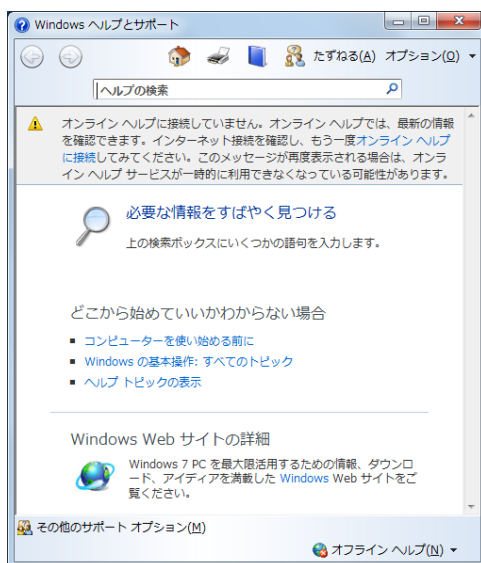 Windows ヘルプとサポート
たずねる(A) オプション(O)
ヘルプの検索
オンライン ヘルプに接続していません。オンライン ヘルプでは、最新の情報
を確認できます。インターネット接続を確認し、もう一度オンライン ヘルプ
に接続してみてください。このメッセージが再度表示される場合は、オンラ
イン ヘルプ サービスが一時的に利用できなくなっている可能性があります。
必要な情報をすばやく見つける
上の検索ボックスにいくつかの語句を入力します。
どこから始めていいかわからない場合
コンピューターを使い始める前に
Windows の基本操作: すべてのトピック
ヘルプ トピックの表示
Windows Web サイトの詳細
Windows 7 PC を最大限活用するための情報、ダウンロ
ード、アイディアを満載した Windows Web サイトをご
覧ください。
その他のサポート オプション(M)
オフライン ヘルプ(N)